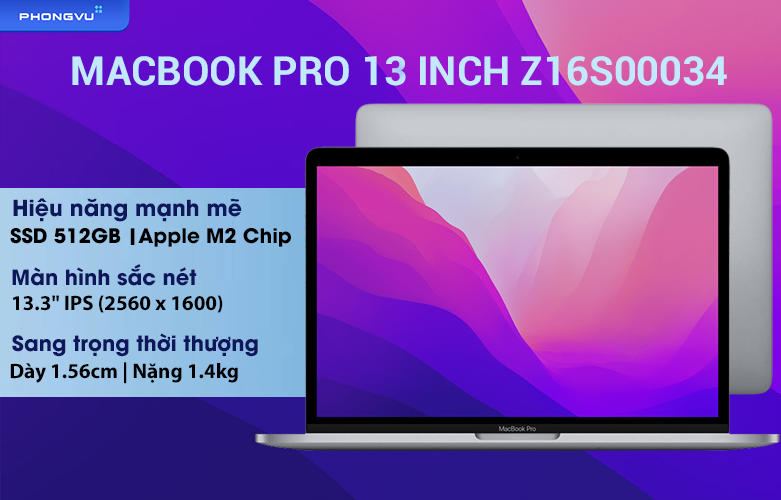 PHONGVU
MACBOOK PRO 13 INCH Z16S00034
Hiệu năng mạnh mẽ
SSD 512GB |Apple M2 Chip
Màn hình sắc nét
13.3" IPS (2560 x 1600)
Sang trọng thời thượng
Dày 1.56cm | Nặng 1.4kg
MacBook Pro